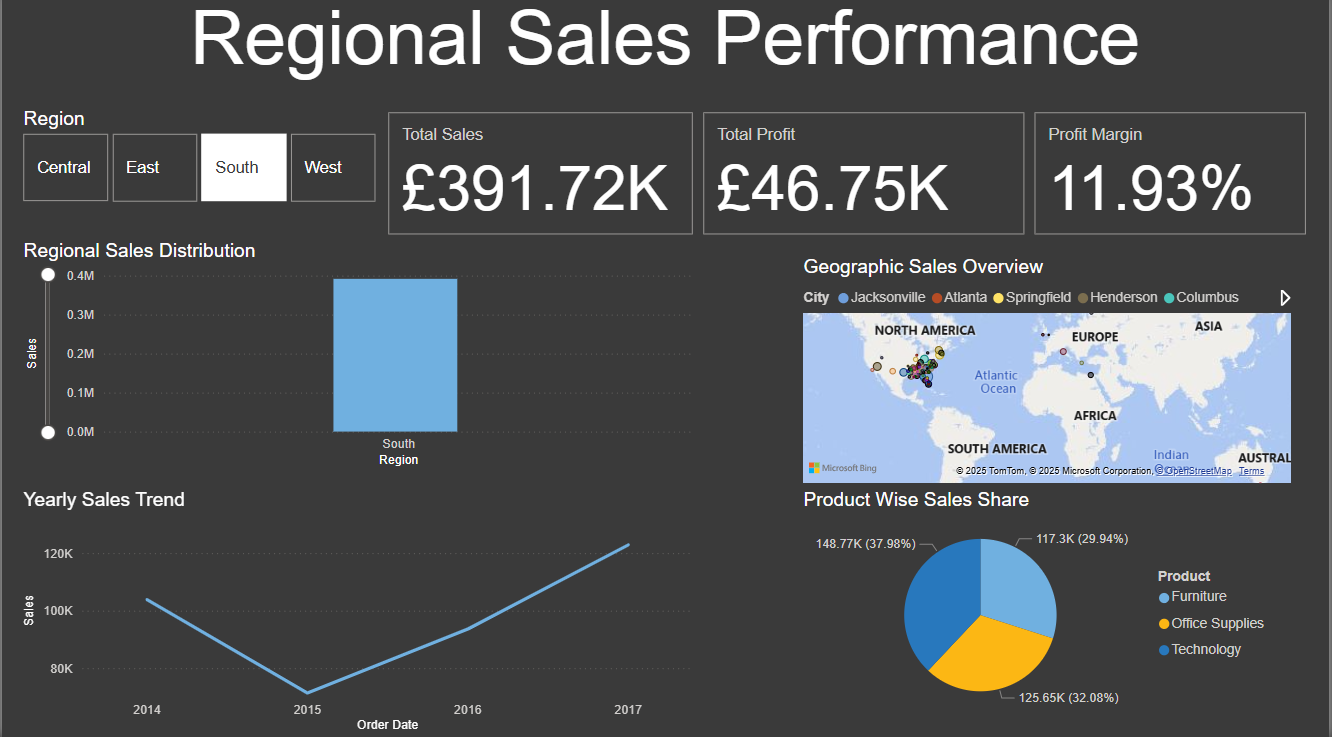 Regional Sales Performance
Region
Central
East
South
West
Total Sales
£391.72K
Total Profit
£46.75K
Profit Margin
11.93%
Regional Sales Distribution
0.4M
0.3M
0.2M
0.1M
0.0M
Sales
South
Region
Geographic Sales Overview
City Jacksonville Atlanta Springfield Henderson Columbus
NORTH AMERICA
EUROPE
ASIA
Atlantic
Ocean
AFRICA
SOUTH AMERICA
Indian
Ocean
AUSTRAL
Microsoft Bing
© 2025 TomTom, © 2025 Microsoft Corporation, © OpenStreetMap Terms
Yearly Sales Trend
120K
100K
80K
Sales
2014 2015 2016 2017
Order Date
Product Wise Sales Share
148.77K (37.98%)
117.3K (29.94%)
125.65K (32.08%)
Product
Furniture
Office Supplies
Technology